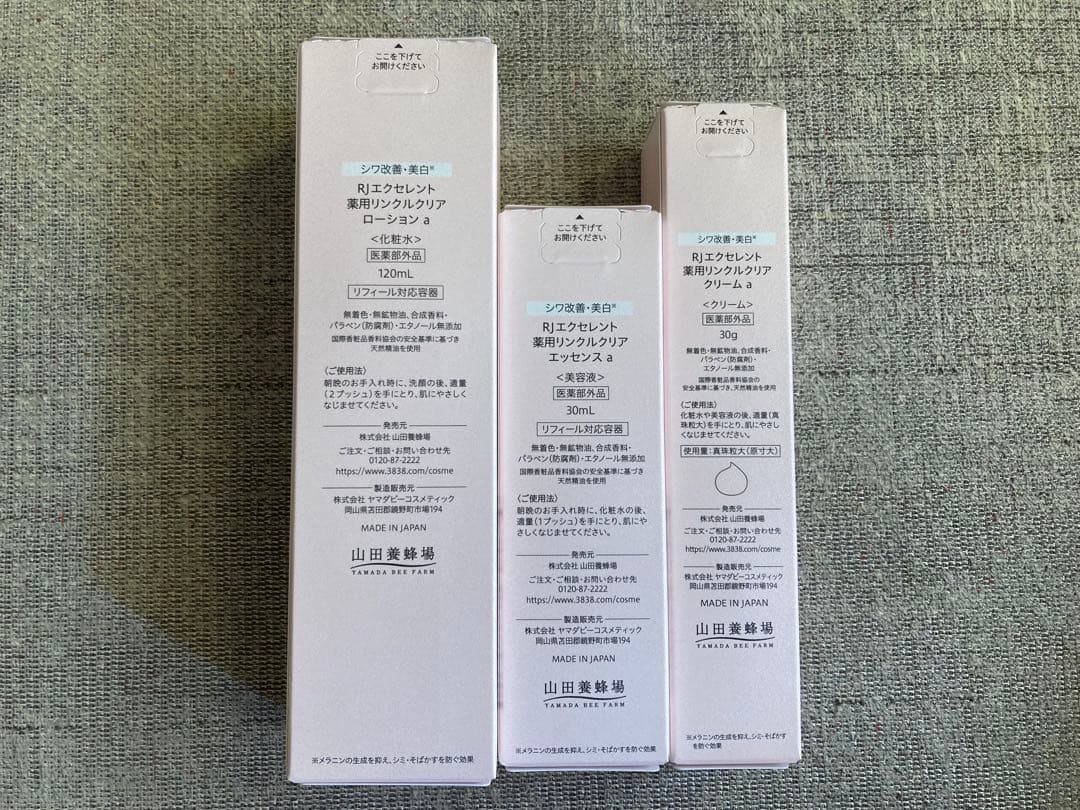 ここを下げて
お開けください
シワ改善・美白※
RJエクセレント
薬用リンクルクリア
ローション a
<化粧水>
医薬部外品
120mL
リフィール対応容器
無着色・無鉱物油、合成香料・
パラベン(防腐剤)・エタノール無添加
国際香粧品香料協会の安全基準に基づき
天然精油を使用
〈ご使用法〉
朝晩のお手入れ時に、洗顔の後、適量
(2プッシュ)を手にとり、肌にやさしく
なじませてください。
発売元
株式会社 山田養蜂場
ご注文・ご相談・お問い合わせ先
0120-87-2222
https://www.3838.com/cosme
製造販売元
株式会社 ヤマダビーコスメティック
岡山県苫田郡鏡野町市場194
MADE IN JAPAN
山田養蜂場
YAMADA BEE FARM
※メラニンの生成を抑え、シミ・そばかすを防ぐ効果
ここを下げて
お開けください
シワ改善・美白※
RJエクセレント
薬用リンクルクリア
エッセンス a
<美容液>
医薬部外品
30mL
リフィール対応容器
無着色・無鉱物油、合成香料・
パラベン(防腐剤)・エタノール無添加
国際香粧品香料協会の安全基準に基づき
天然精油を使用
〈ご使用法〉
朝晩のお手入れ時に、化粧水の後、
適量(1プッシュ)を手にとり、肌にや
さしくなじませてください。
発売元
株式会社 山田養蜂場
ご注文・ご相談・お問い合わせ先
0120-87-2222
https://www.3838.com/cosme
製造販売元
株式会社 ヤマダビーコスメティック
岡山県苫田郡鏡野町市場194
MADE IN JAPAN
山田養蜂場
YAMADA BEE FARM
※メラニンの生成を抑え、シミ・そばかすを防ぐ効果
ここを下げて
お開けください
シワ改善・美白※
RJエクセレント
薬用リンクルクリア
クリーム a
<クリーム>
医薬部外品
30g
無着色・無鉱物油、合成香料・
パラベン(防腐剤)・
エタノール無添加
国際香粧品香料協会の
安全基準に基づき、天然精油を使用
〈ご使用法〉
化粧水や美容液の後、適量(真
珠粒大)を手にとり、肌にやさし
くなじませてください。
使用量:真珠粒大(原寸大)
発売元
株式会社 山田養蜂場
ご注文・ご相談・お問い合わせ先
0120-87-2222
https://www.3838.com/cosme
製造販売元
株式会社 ヤマダビーコスメティック
岡山県苫田郡鏡野町市場194
MADE IN JAPAN
山田養蜂場
YAMADA BEE FARM
※メラニンの生成を抑え、シミ・そばかす
を防ぐ効果